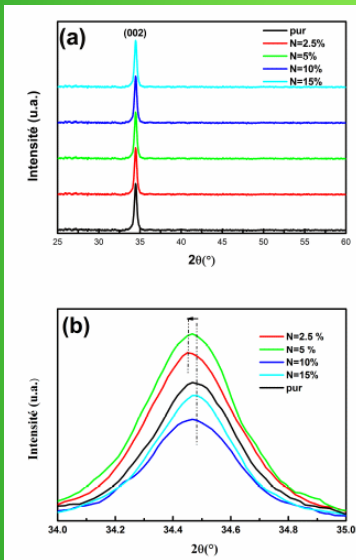 (a)
(002)
pur
N=2.5%
N=5%
N=10%
N=15%
Intensité (u.a.)
25 30 35 40 45 50 55 60
2θ(°)
(b)
N=2.5 %
N=5 %
N=10%
N=15%
pur
Intensité (u.a.)
34.0 34.2 34.4 34.6 34.8 35.0
2θ(°)